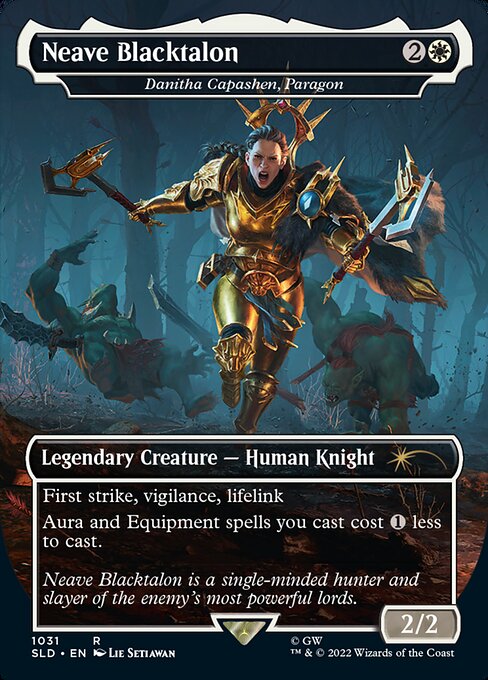 Neave Blacktalon 2
Danitha Capashen, Paragon
Legendary Creature — Human Knight
First strike, vigilance, lifelink
Aura and Equipment spells you cast cost 1 less
to cast.
Neave Blacktalon is a single-minded hunter and
slayer of the enemy's most powerful lords.
2/2
1031 R © GW
SLD • EN Lie Setiawan ™ & © 2022 Wizards of the Coast